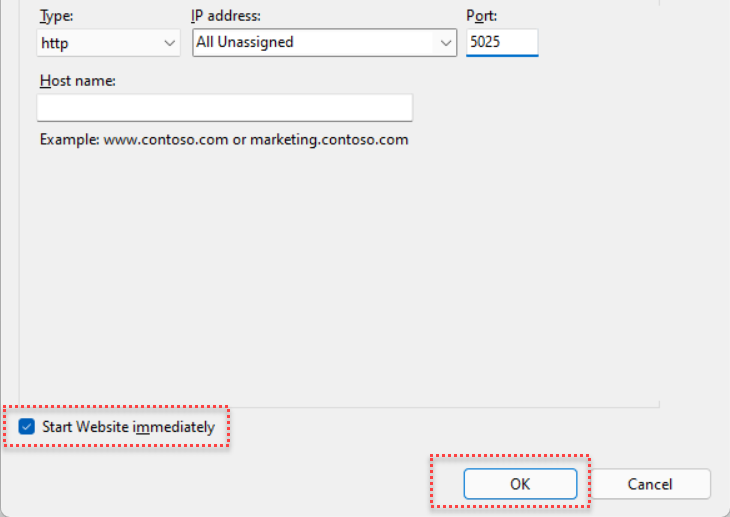 Type: IP address: Port:
http All Unassigned 5025
Host name:
Example: www.contoso.com or marketing.contoso.com
Start Website immediately
OK Cancel